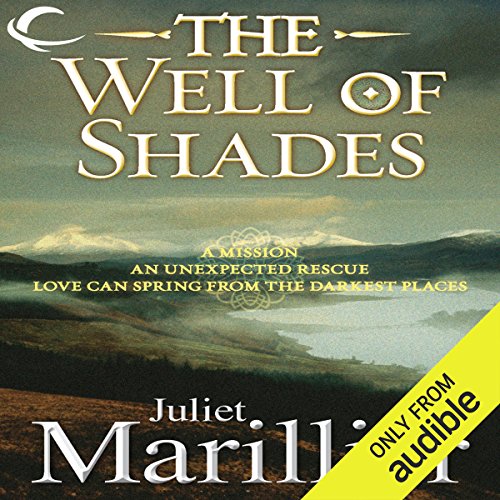 THE
WELL OF
SHADES
A MISSION
AN UNEXPECTED RESCUE
LOVE CAN SPRING FROM THE DARKEST PLACES
Juliet
Marillier
ONLY FROM
audible